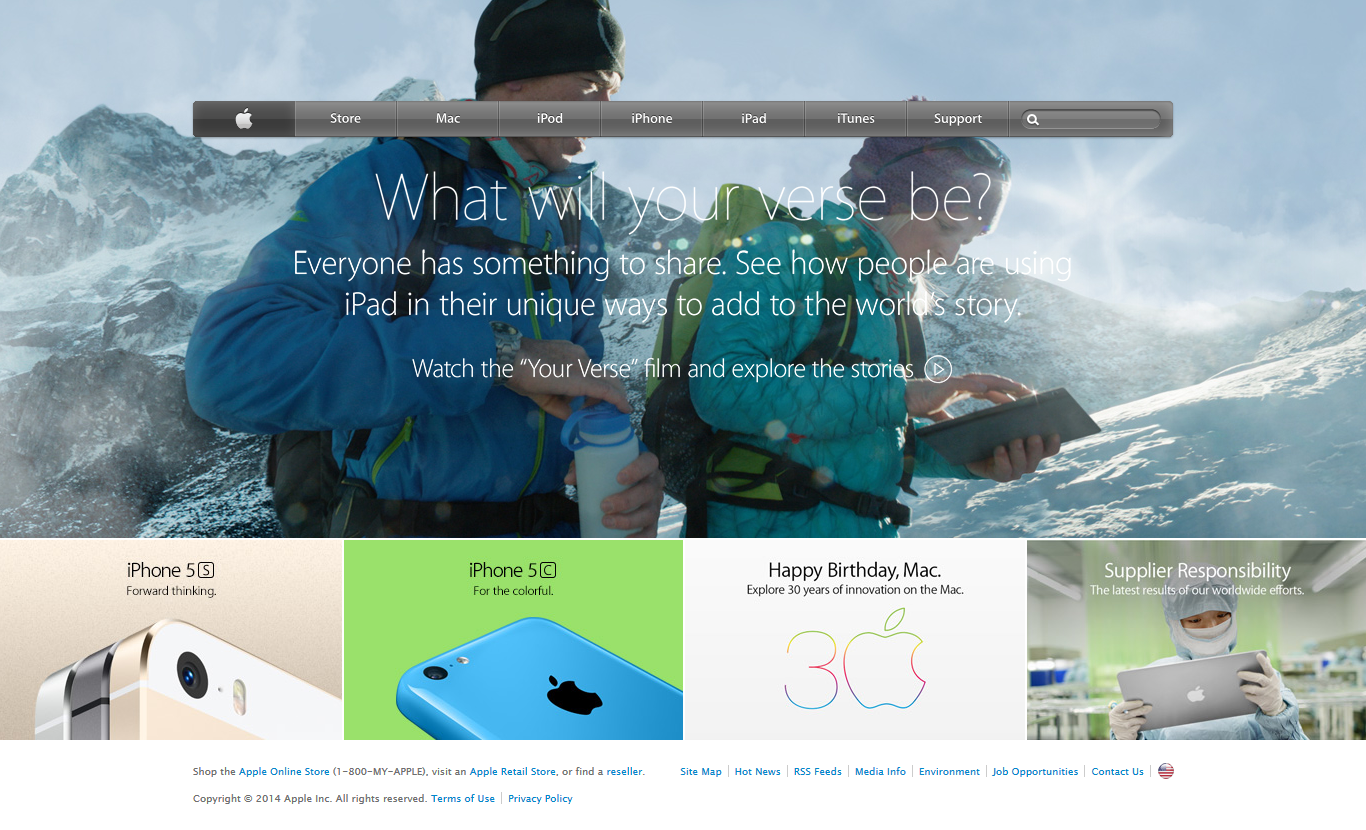 Store Mac iPod iPhone iPad iTunes Support
What will your verse be?
Everyone has something to share. See how people are using
iPad in their unique ways to add to the world's story.
Watch the “Your Verse” film and explore the stories
iPhone 5S
Forward thinking.
iPhone 5C
For the colorful.
Happy Birthday, Mac.
Explore 30 years of innovation on the Mac.
30
Supplier Responsibility
The latest results of our worldwide efforts.
Shop the Apple Online Store (1-800-MY-APPLE), visit an Apple Retail Store, or find a reseller.
Site Map | Hot News | RSS Feeds | Media Info | Environment | Job Opportunities | Contact Us
Copyright © 2014 Apple Inc. All rights reserved. Terms of Use | Privacy Policy